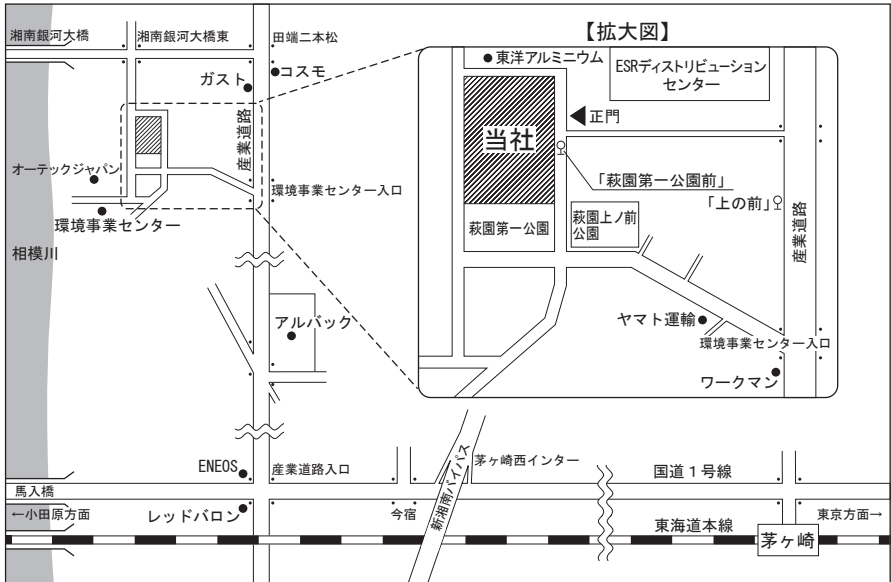 湘南銀河大橋
湘南銀河大橋東
田端二本松
ガスト
コスモ
産業道路
オーテックジャパン
環境事業センター入口
環境事業センター
相模川
アルバック
ENEOS
産業道路入口
馬入橋
←小田原方面
レッドバロン
今宿
新湘南バイパス
茅ヶ崎西インター
国道1号線
東海道本線
東京方面→
茅ヶ崎
【拡大図】
東洋アルミニウム
ESRディストリビューション
センター
正門
当社
「萩園第一公園前」
「上の前」
萩園第一公園
萩園上ノ前
公園
産業道路
ヤマト運輸
環境事業センター入口
ワークマン